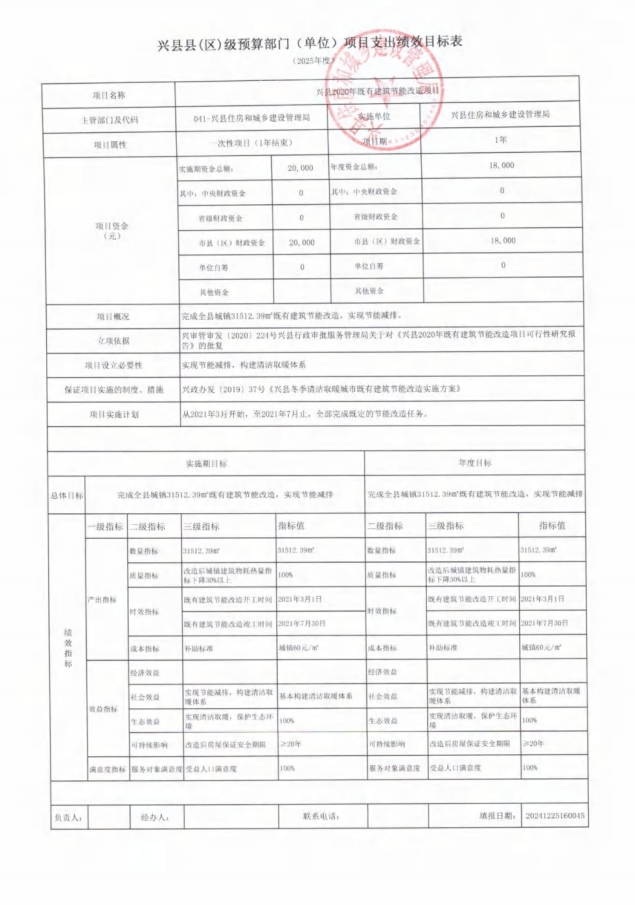 兴县县(区)级预算部门（单位）项目支出绩效目标表
（2025年度）
项目名称 兴县2020年既有建筑节能改造项目
主管部门及代码 041-兴县住房和城乡建设管理局 实施单位 兴县住房和城乡建设管理局
项目属性 一次性项目（1年结束） 项目期 1年
项目资金
（元）
实施期资金总额： 20,000 年度资金总额： 18,000
其中：中央财政资金 0 其中：中央财政资金 0
省级财政资金 0 省级财政资金 0
市县（区）财政资金 20,000 市县（区）财政资金 18,000
单位自筹 0 单位自筹 0
其他资金 其他资金
项目概况 完成全县城镇31512.39㎡既有建筑节能改造，实现节能减排。
立项依据 兴审管审发〔2020〕224号兴县行政审批服务管理局关于对《兴县2020年既有建筑节能改造项目可行性研究报
告》的批复
项目设立必要性 实现节能减排，构建清洁取暖体系
保证项目实施的制度、措施 兴政办发〔2019〕37号《兴县冬季清洁取暖城市既有建筑节能改造实施方案》
项目实施计划 从2021年3月开始，至2021年7月止，全部完成既定的节能改造任务。
实施期目标 年度目标
总体目标 完成全县城镇31512.39㎡既有建筑节能改造，实现节能减排 完成全县城镇31512.39㎡既有建筑节能改造，实现节能减排
绩效指标
一级指标 二级指标 三级指标 指标值 二级指标 三级指标 指标值
产出指标
数量指标 31512.39㎡ 31512.39㎡ 数量指标 31512.39㎡ 31512.39㎡
质量指标 改造后城镇建筑物耗热量指
标下降30%以上 100% 质量指标 改造后城镇建筑物耗热量指
标下降30%以上 100%
时效指标 既有建筑节能改造开工时间 2021年3月1日 时效指标 既有建筑节能改造开工时间 2021年3月1日
既有建筑节能改造竣工时间 2021年7月30日 既有建筑节能改造竣工时间 2021年7月30日
成本指标 补助标准 城镇60元/㎡ 成本指标 补助标准 城镇60元/㎡
效益指标
经济效益 经济效益
社会效益 实现节能减排，构建清洁取
暖体系 基本构建清洁取暖体系 社会效益 实现节能减排，构建清洁取
暖体系 基本构建清洁取暖
体系
生态效益 实现清洁取暖，保护生态环
境 100% 生态效益 实现清洁取暖，保护生态环
境 100%
可持续影响 改造后房屋保证安全期限 ≥20年 可持续影响 改造后房屋保证安全期限 ≥20年
满意度指标 服务对象满意度 受益人口满意度 100% 服务对象满意度 受益人口满意度 100%
负责人： 经办人： 联系电话： 填报日期： 20241225160045
兴县住房和城乡建设管理局